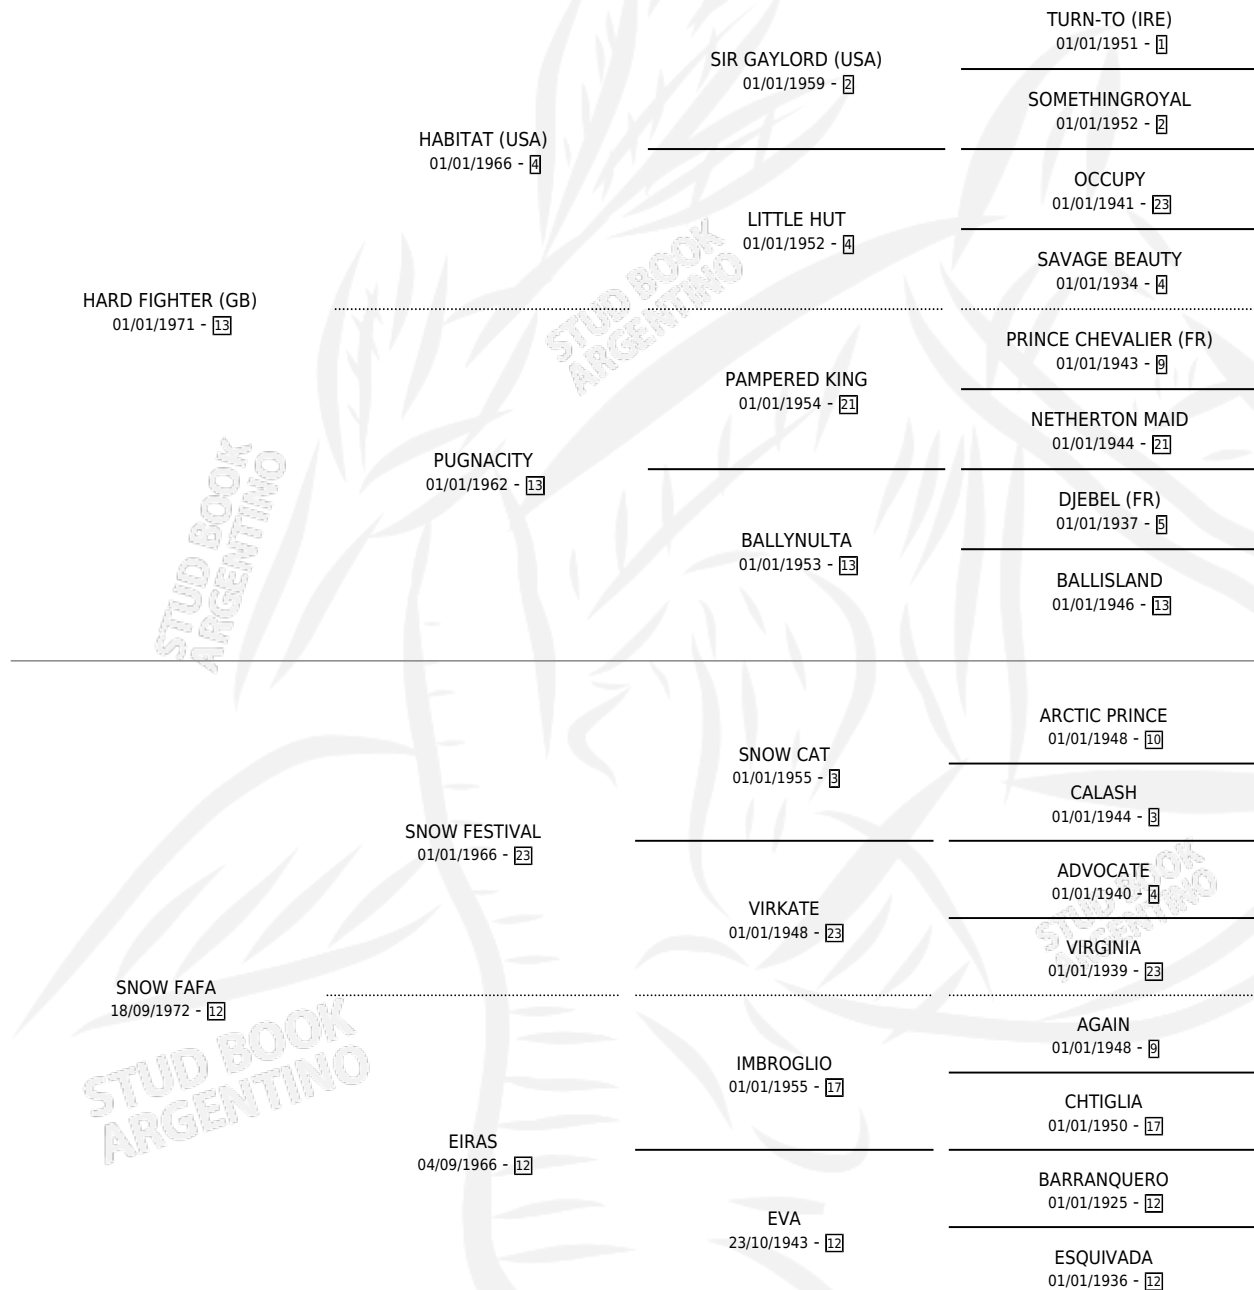 TURN-TO (IRE)
01/01/1951 - 1
SIR GAYLORD (USA)
01/01/1959 - 2
SOMETHINGROYAL
01/01/1952 - 2
HABITAT (USA)
01/01/1966 - 4
OCCUPY
01/01/1941 - 23
LITTLE HUT
01/01/1952 - 4
SAVAGE BEAUTY
01/01/1934 - 4
HARD FIGHTER (GB)
01/01/1971 - 13
STUD BOOK
ARGENTINO
PRINCE CHEVALIER (FR)
01/01/1943 - 9
PAMPERED KING
01/01/1954 - 21
NETHERTON MAID
01/01/1944 - 21
PUGNACITY
01/01/1962 - 13
DJEBEL (FR)
01/01/1937 - 5
BALLYNULTA
01/01/1953 - 13
BALLISLAND
01/01/1946 - 13
STUD BOOK
ARGENTINO
ARCTIC PRINCE
01/01/1948 - 10
SNOW CAT
01/01/1955 - 3
CALASH
01/01/1944 - 3
SNOW FESTIVAL
01/01/1966 - 23
ADVOCATE
01/01/1940 - 4
VIRKATE
01/01/1948 - 23
VIRGINIA
01/01/1939 - 23
STUD BOOK
ARGENTINO
SNOW FAFA
18/09/1972 - 12
STUD BOOK
ARGENTINO
AGAIN
01/01/1948 - 9
IMBROGLIO
01/01/1955 - 17
CHTIGLIA
01/01/1950 - 17
EIRAS
04/09/1966 - 12
BARRANQUERO
01/01/1925 - 12
EVA
23/10/1943 - 12
ESQUIVADA
01/01/1936 - 12